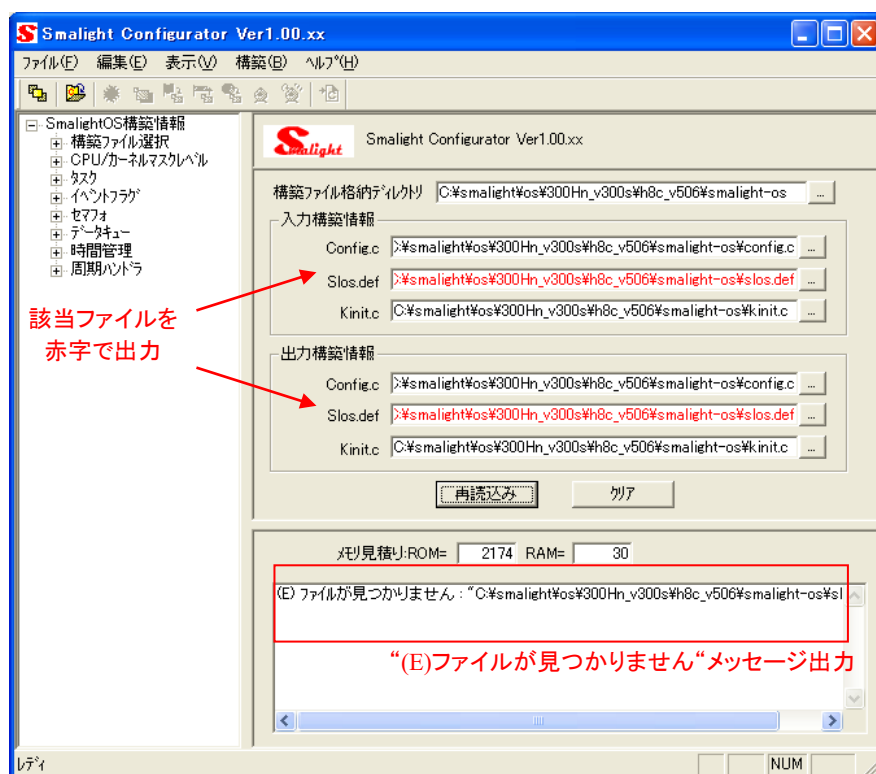 Smalight Configurator Ver1.00.xx
ファイル(F) 編集(E) 表示(V) 構築(B) ヘルプ(H)
SmalightOS構築情報
構築ファイル選択
CPU/カーネルマスクレベル
タスク
イベントフラグ
セマフォ
データキュー
時間管理
周期ハンドラ
Smalight
Smalight Configurator Ver1.00.xx
構築ファイル格納ディレクトリ C:¥smalight¥os¥300Hn_v300s¥h8c_v506¥smalight-os ...
入力構築情報
Config.c :¥smalight¥os¥300Hn_v300s¥h8c_v506¥smalight-os¥config.c ...
Slos.def :¥smalight¥os¥300Hn_v300s¥h8c_v506¥smalight-os¥slos.def ...
Kinit.c C:¥smalight¥os¥300Hn_v300s¥h8c_v506¥smalight-os¥kinit.c ...
該当ファイルを
赤字で出力
出力構築情報
Config.c :¥smalight¥os¥300Hn_v300s¥h8c_v506¥smalight-os¥config.c ...
Slos.def :¥smalight¥os¥300Hn_v300s¥h8c_v506¥smalight-os¥slos.def ...
Kinit.c C:¥smalight¥os¥300Hn_v300s¥h8c_v506¥smalight-os¥kinit.c ...
再読込み クリア
メモリ見積り:ROM= 2174 RAM= 30
(E) ファイルが見つかりません : "C:¥smalight¥os¥300Hn_v300s¥h8c_v506¥smalight-os¥sl
“(E)ファイルが見つかりません“メッセージ出力
レディ NUM